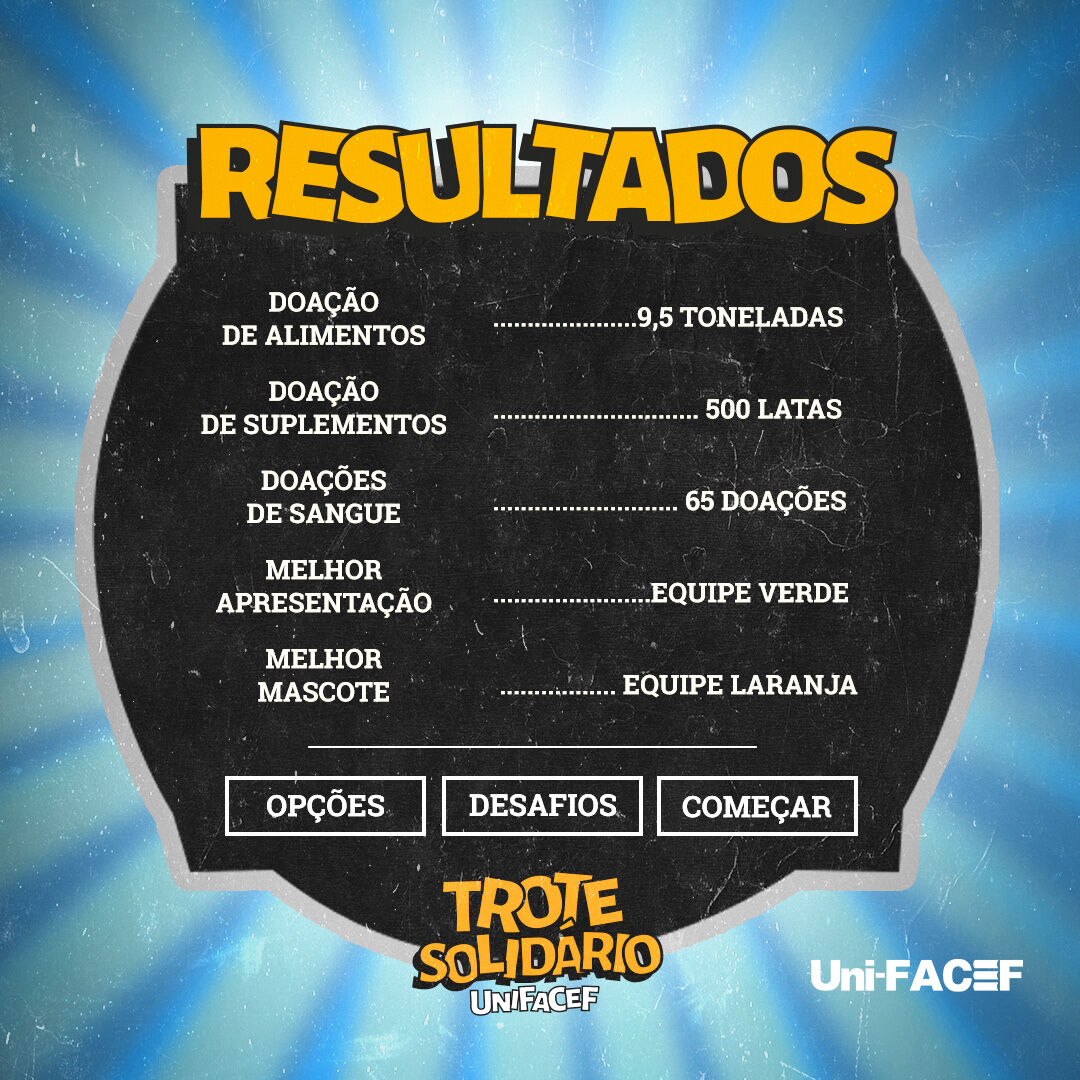 RESULTADOS
DOAÇÃO
DE ALIMENTOS
.....................9,5 TONELADAS
DOAÇÃO
DE SUPLEMENTOS
.............................. 500 LATAS
DOAÇÕES
DE SANGUE
........................... 65 DOAÇÕES
MELHOR
APRESENTAÇÃO
.......................EQUIPE VERDE
MELHOR
MASCOTE
................. EQUIPE LARANJA
OPÇÕES
DESAFIOS
COMEÇAR
TROTE
SOLIDÁRIO
UNIFACEF
Uni-FACEF